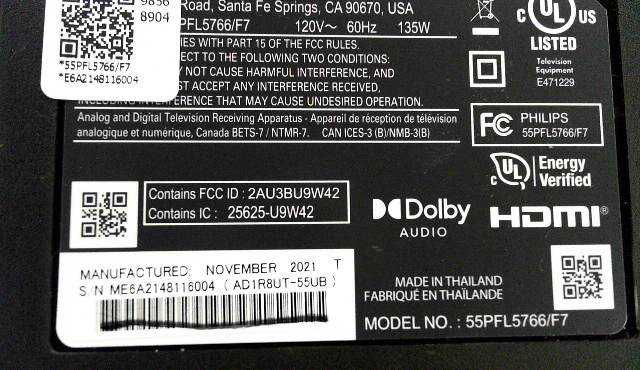 9856
8904
*55PFL5766/F7
*E6A2148116004
Road, Santa Fe Springs, CA 90670, USA
PFL5766/F7 120V～ 60Hz 135W
IES WITH PART 15 OF THE FCC RULES.
ECT TO THE FOLLOWING TWO CONDITIONS:
Y NOT CAUSE HARMFUL INTERFERENCE, AND
ST ACCEPT ANY INTERFERENCE RECEIVED,
INCLUDING INTERFERENCE THAT MAY CAUSE UNDESIRED OPERATION.
Analog and Digital Television Receiving Apparatus - Appareil de réception de télévision
analogique et numérique, Canada BETS-7 / NTMR-7. CAN ICES-3 (B)/NMB-3(B)
c UL US
LISTED
Television
Equipment
E471229
FC PHILIPS
55PFL5766/F7
c UL Energy
Verified
Contains FCC ID : 2AU3BU9W42
Contains IC : 25625-U9W42
Dolby
AUDIO
HDMI®
MANUFACTURED: NOVEMBER 2021 T
S/N ME6A2148116004 ( AD1R8UT-55UB )
MADE IN THAILAND
FABRIQUÉ EN THAÏLANDE
MODEL NO. : 55PFL5766/F7